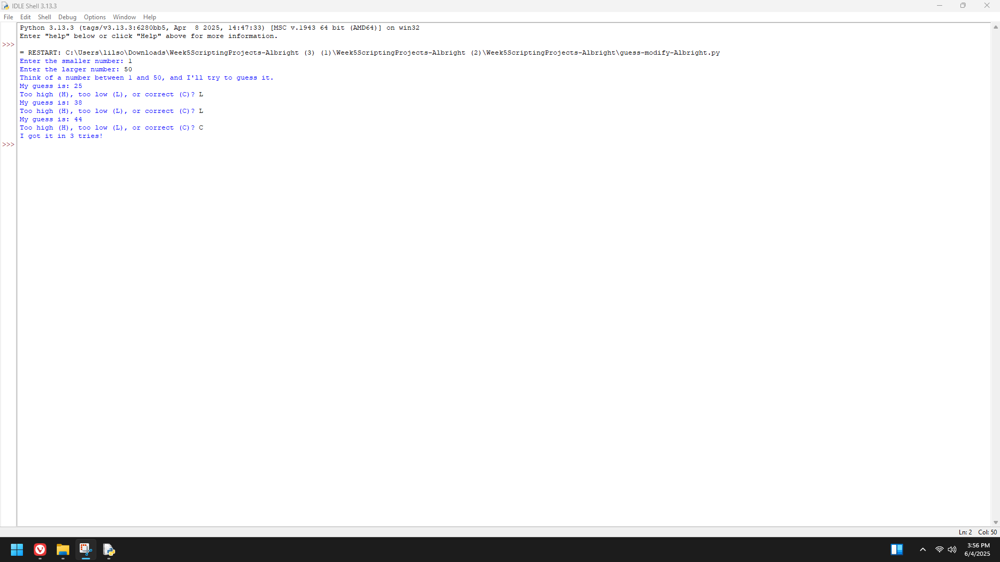 IDLE Shell 3.13.3
File Edit Shell Debug Options Window Help
Python 3.13.3 (tags/v3.13.3:6280bb5, Apr  8 2025, 14:47:33) [MSC v.1943 64 bit (AMD64)] on win32
Enter "help" below or click "Help" above for more information.
>>>
= RESTART: C:\Users\lilso\Downloads\Week5ScriptingProjects-Albright (3) (1)\Week5ScriptingProjects-Albright (2)\Week5ScriptingProjects-Albright\guess-modify-Albright.py
Enter the smaller number: 1
Enter the larger number: 50
Think of a number between 1 and 50, and I'll try to guess it.
My guess is: 25
Too high (H), too low (L), or correct (C)? L
My guess is: 38
Too high (H), too low (L), or correct (C)? L
My guess is: 44
Too high (H), too low (L), or correct (C)? C
I got it in 3 tries!
>>>
Ln: 2 Col: 50
3:56 PM
6/4/2025